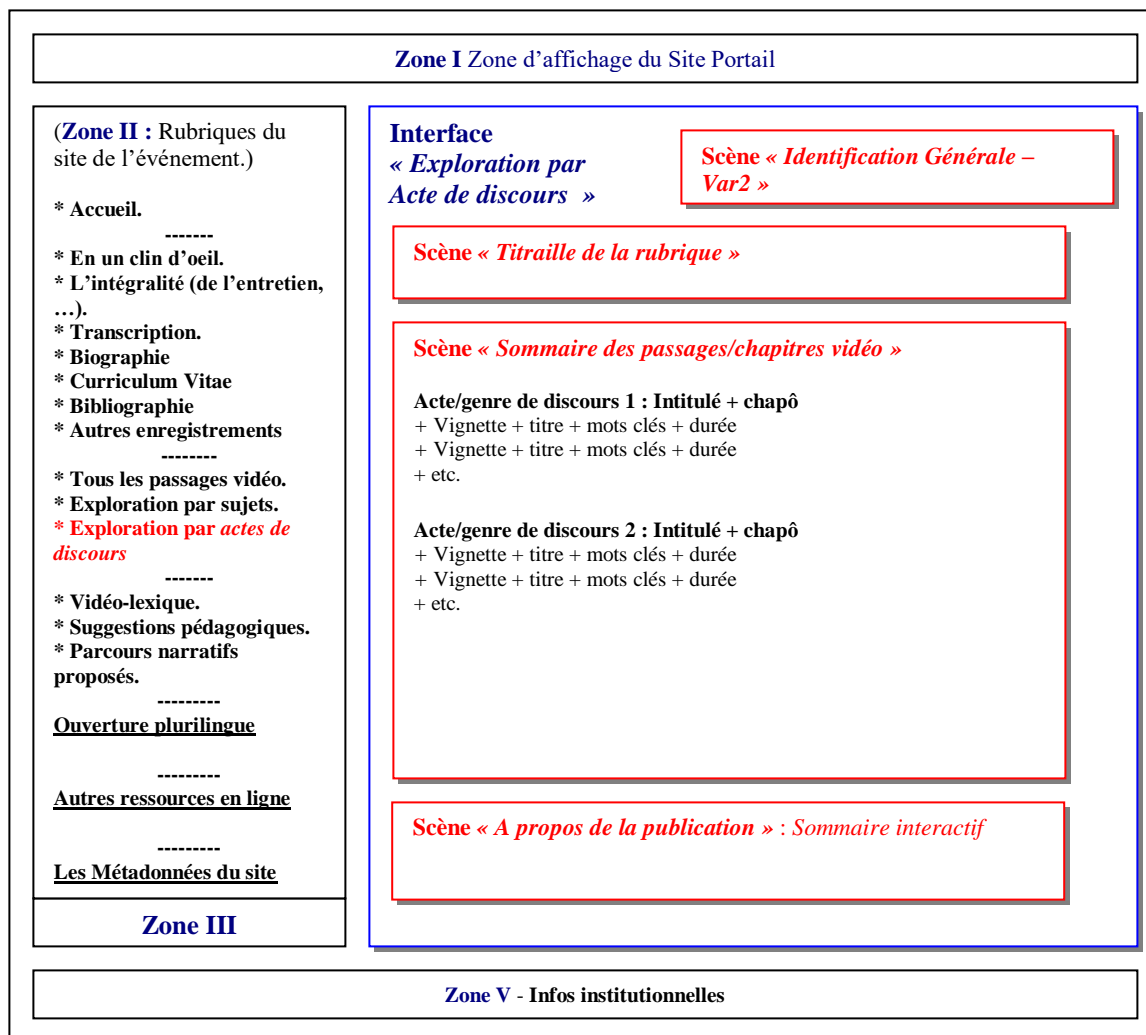 Zone I Zone d’affichage du Site Portail
(Zone II : Rubriques du
site de l’événement.)
* Accueil.
-------
* En un clin d'oeil.
* L’intégralité (de l’entretien,
…).
* Transcription.
* Biographie
* Curriculum Vitae
* Bibliographie
* Autres enregistrements
--------
* Tous les passages vidéo.
* Exploration par sujets.
* Exploration par actes de
discours
-------
* Vidéo-lexique.
* Suggestions pédagogiques.
* Parcours narratifs
proposés.
---------
Ouverture plurilingue
---------
Autres ressources en ligne
---------
Les Métadonnées du site
Zone III
Interface
« Exploration par
Acte de discours »
Scène « Identification Générale –
Var2 »
Scène « Titraille de la rubrique »
Scène « Sommaire des passages/chapitres vidéo »
Acte/genre de discours 1 : Intitulé + chapô
+ Vignette + titre + mots clés + durée
+ Vignette + titre + mots clés + durée
+ etc.
Acte/genre de discours 2 : Intitulé + chapô
+ Vignette + titre + mots clés + durée
+ Vignette + titre + mots clés + durée
+ etc.
Scène « A propos de la publication » : Sommaire interactif
Zone V - Infos institutionnelles